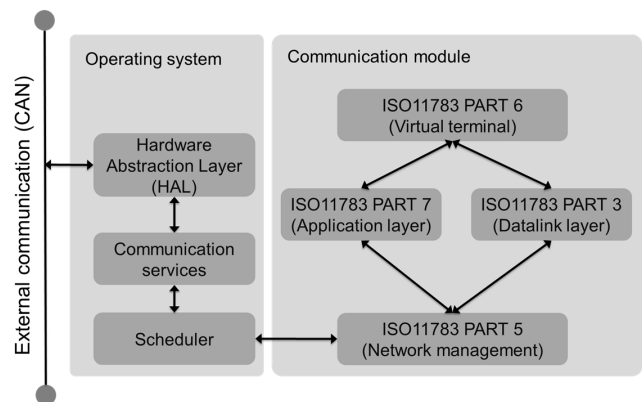 External communication (CAN)
Operating system
Hardware
Abstraction Layer
(HAL)
Communication
services
Scheduler
Communication module
ISO11783 PART 6
(Virtual terminal)
ISO11783 PART 7
(Application layer)
ISO11783 PART 3
(Datalink layer)
ISO11783 PART 5
(Network management)